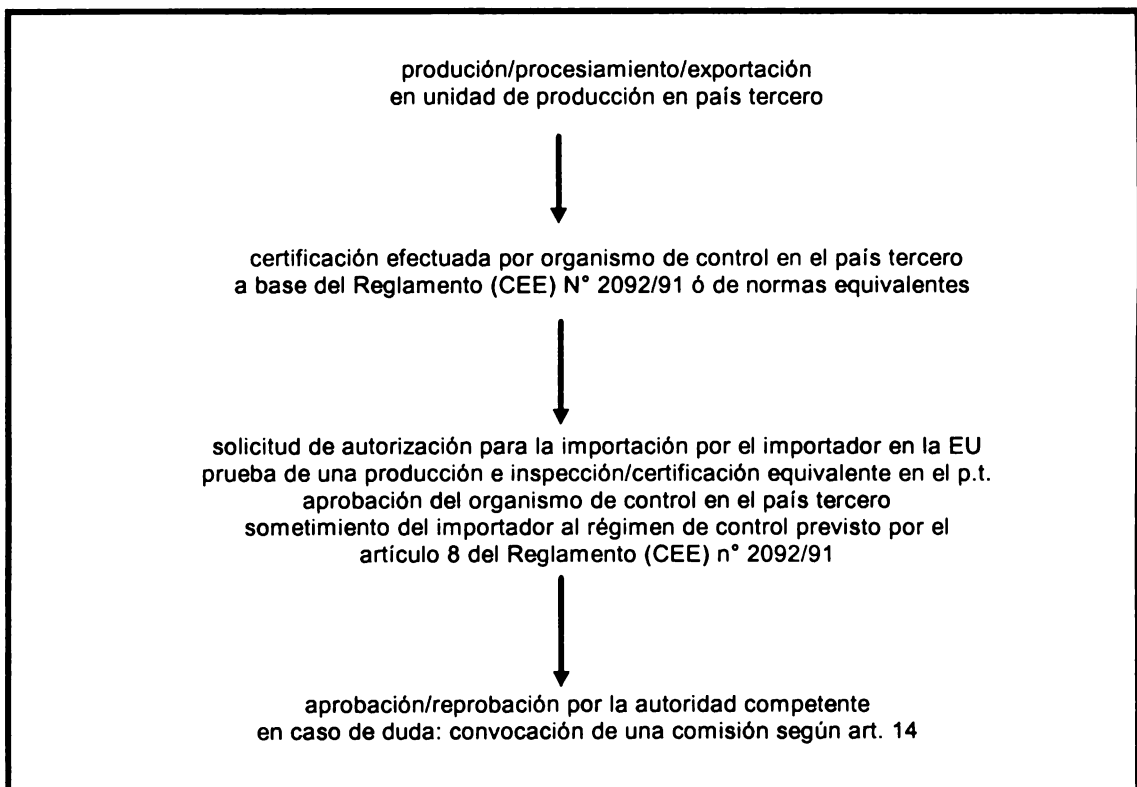 produción/procesiamiento/exportación
en unidad de producción en país tercero
certificación efectuada por organismo de control en el país tercero
a base del Reglamento (CEE) N° 2092/91 ó de normas equivalentes
solicitud de autorización para la importación por el importador en la EU
prueba de una producción e inspección/certificación equivalente en el p.t.
aprobación del organismo de control en el país tercero
sometimiento del importador al régimen de control previsto por el
artículo 8 del Reglamento (CEE) n° 2092/91
aprobación/reprobación por la autoridad competente
en caso de duda: convocación de una comisión según art. 14